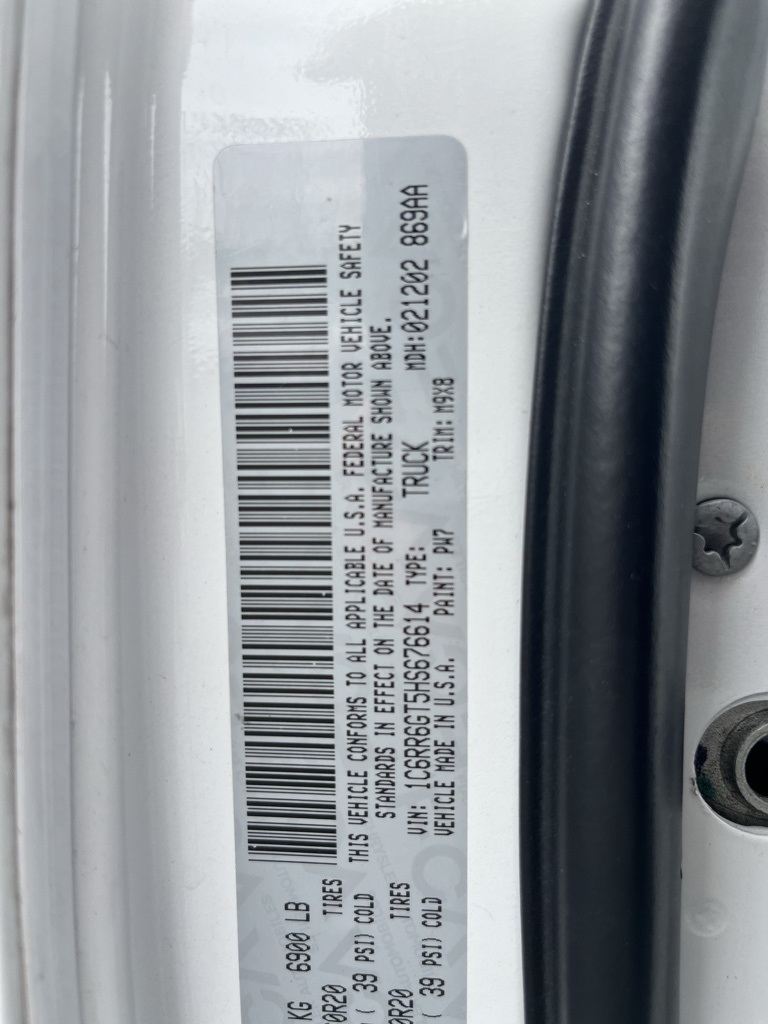 KG 6900 LB
0R20 TIRES
( 39 PSI) COLD
0R20 TIRES
( 39 PSI) COLD
THIS VEHICLE CONFORMS TO ALL APPLICABLE U.S.A. FEDERAL MOTOR VEHICLE SAFETY
STANDARDS IN EFFECT ON THE DATE OF MANUFACTURE SHOWN ABOVE.
VIN: 1C6RR6GT5HS676614 TYPE: TRUCK MDH:021202 869AA
VEHICLE MADE IN U.S.A. PAINT: PW7 TRIM: M9X8